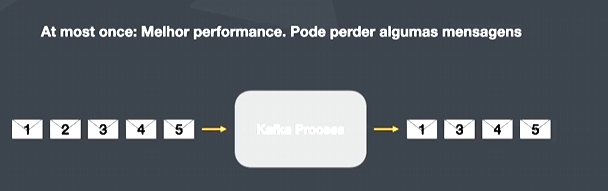 At most once: Melhor performance. Pode perder algumas mensagens
1 2 3 4 5
Kafka Process
1 3 4 5